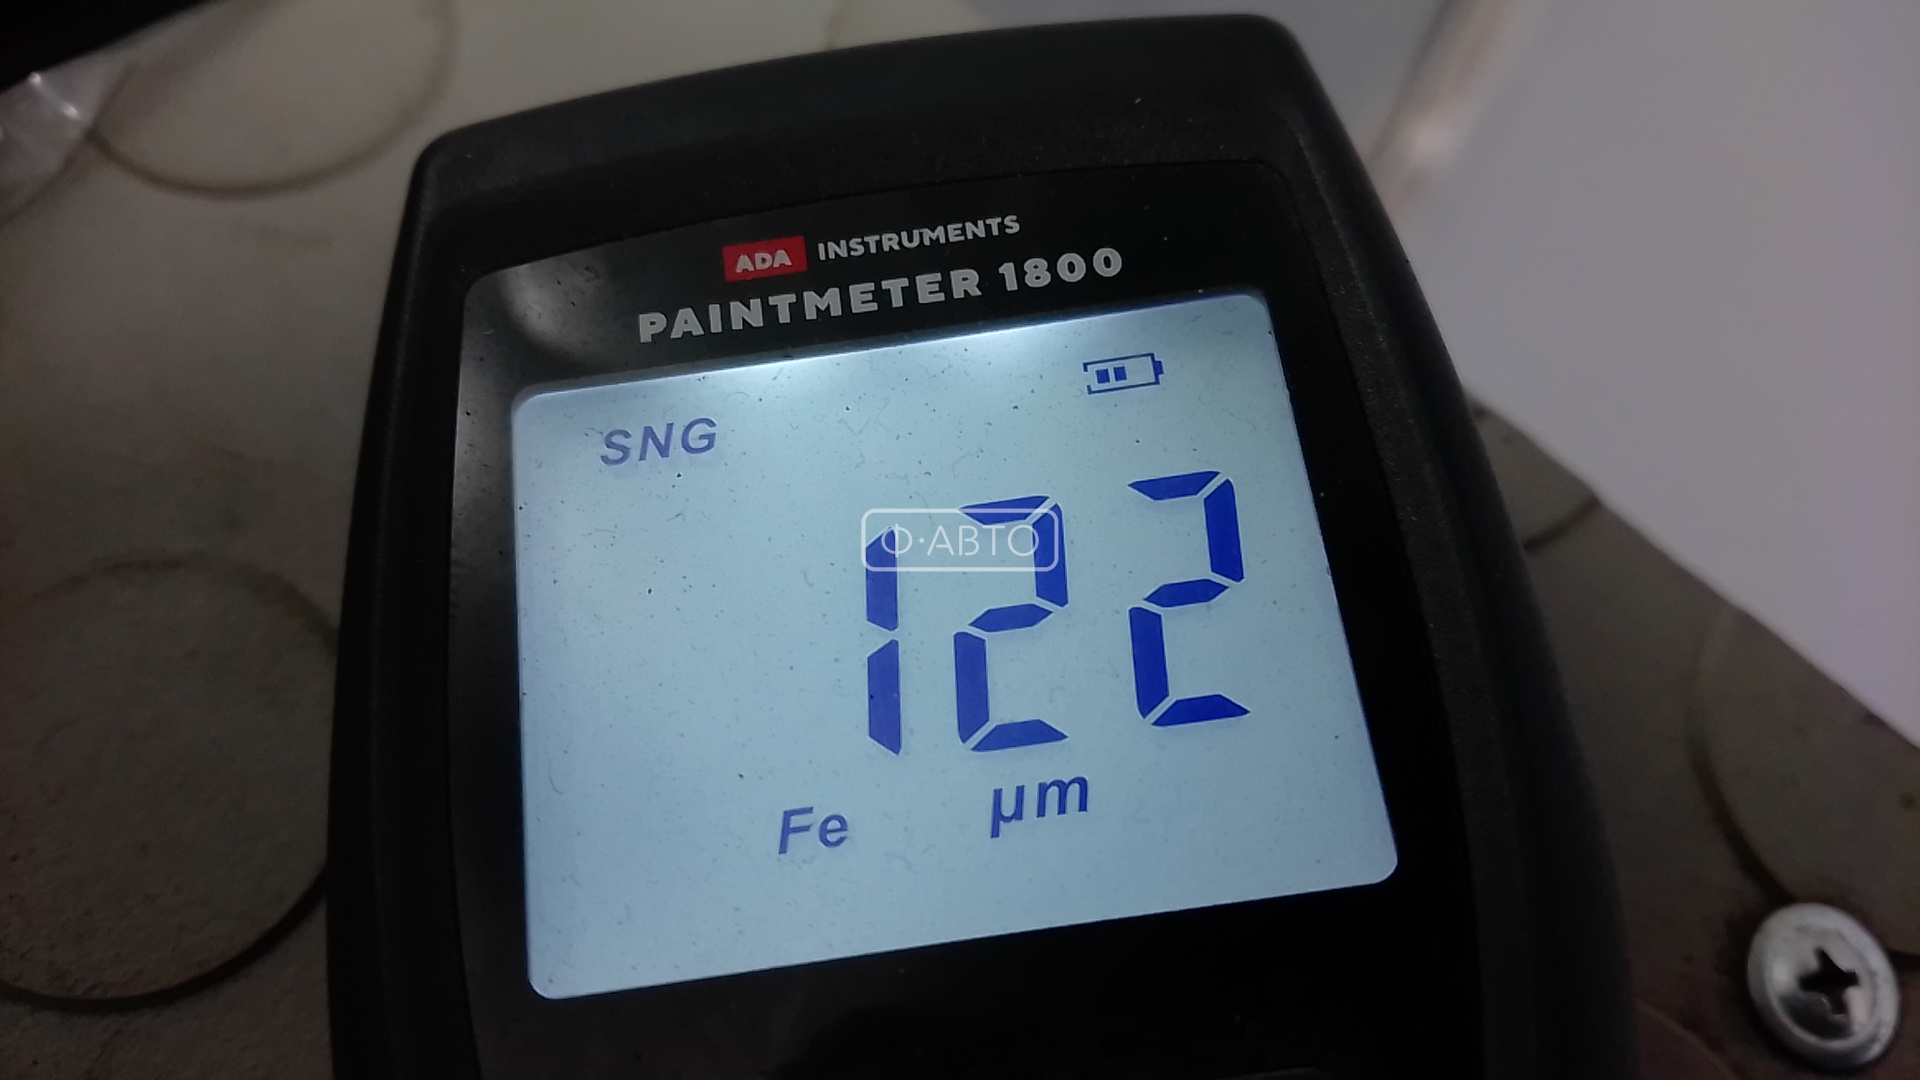 ADA INSTRUMENTS
PAINTMETER 1800
SNG
Ф·АВТО
122
Fe μm